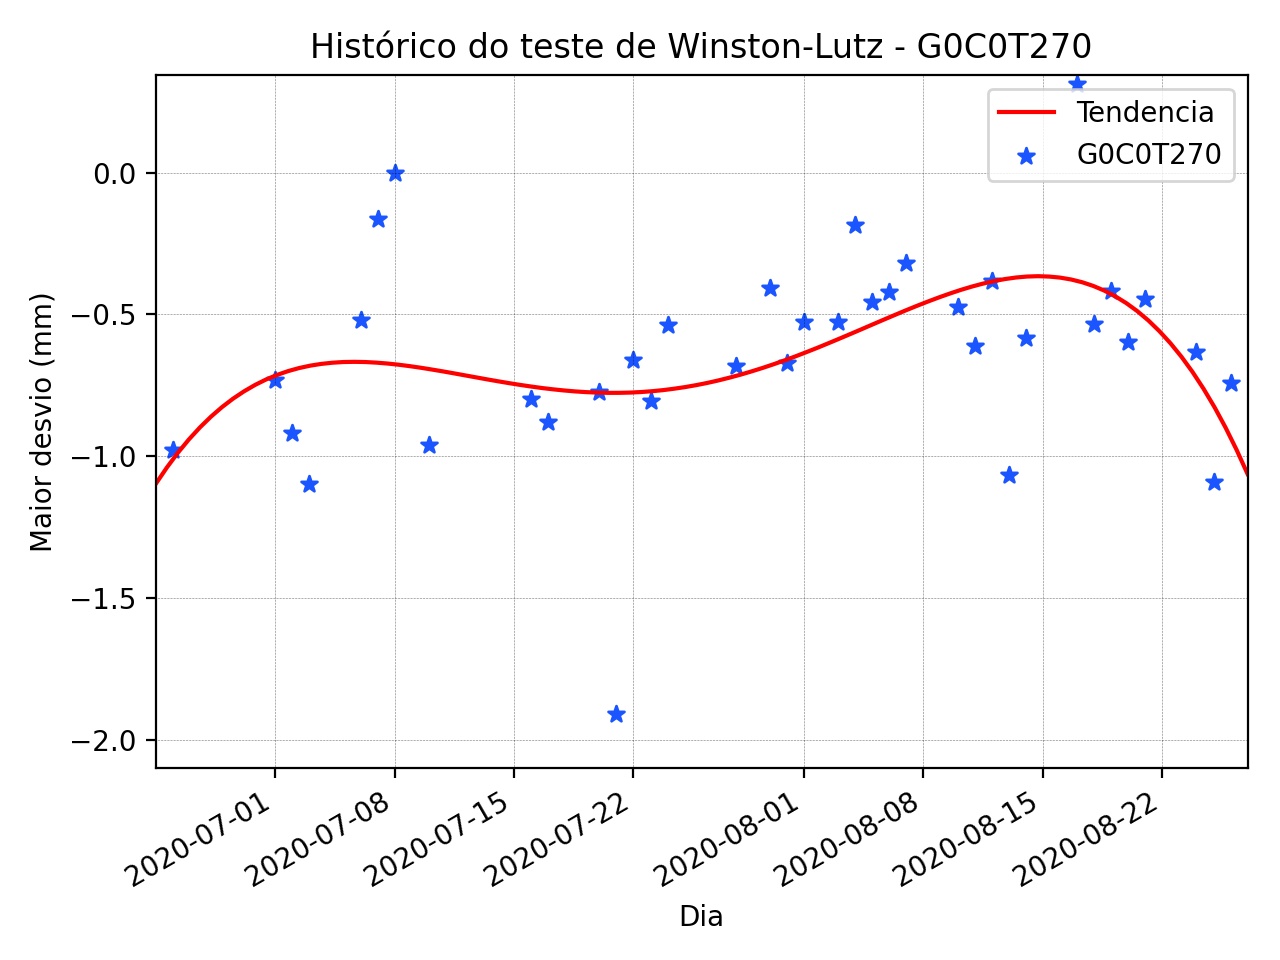 Histórico do teste de Winston-Lutz - G0C0T270
Tendencia
G0C0T270
Maior desvio (mm)
0.0
−0.5
−1.0
−1.5
−2.0
2020-07-01
2020-07-08
2020-07-15
2020-07-22
2020-08-01
2020-08-08
2020-08-15
2020-08-22
Dia